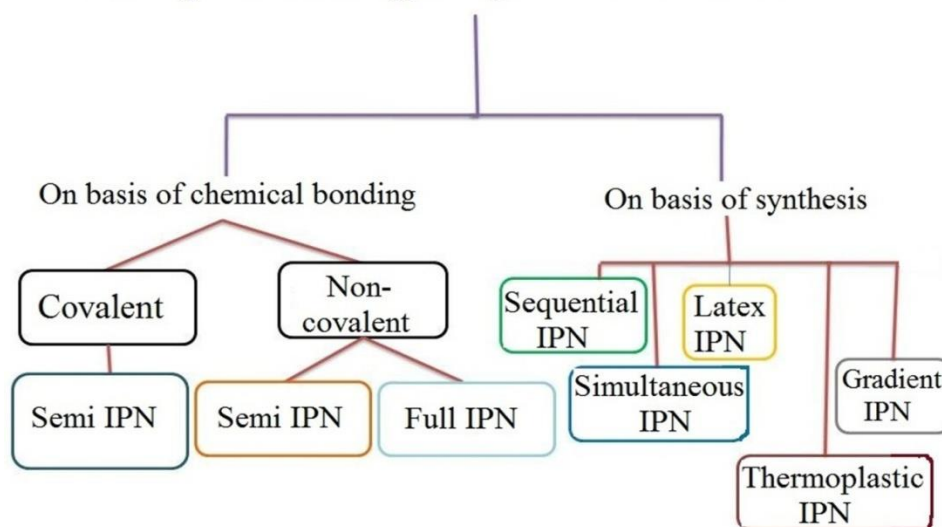 On basis of chemical bonding
On basis of synthesis
Covalent
Non-
covalent
Semi IPN
Semi IPN
Full IPN
Sequential
IPN
Latex
IPN
Simultaneous
IPN
Gradient
IPN
Thermoplastic
IPN